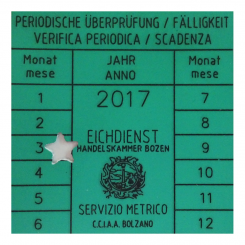 PERIODISCHE ÜBERPRÜFUNG / FÄLLIGKEIT
VERIFICA PERIODICA / SCADENZA
Monat JAHR Monat
mese ANNO mese
1 2017 7
2 8
3 EICHDIENST 9
HANDELSKAMMER BOZEN
4 10
5 11
SERVIZIO METRICO
6 C.C.I.A.A. BOLZANO 12